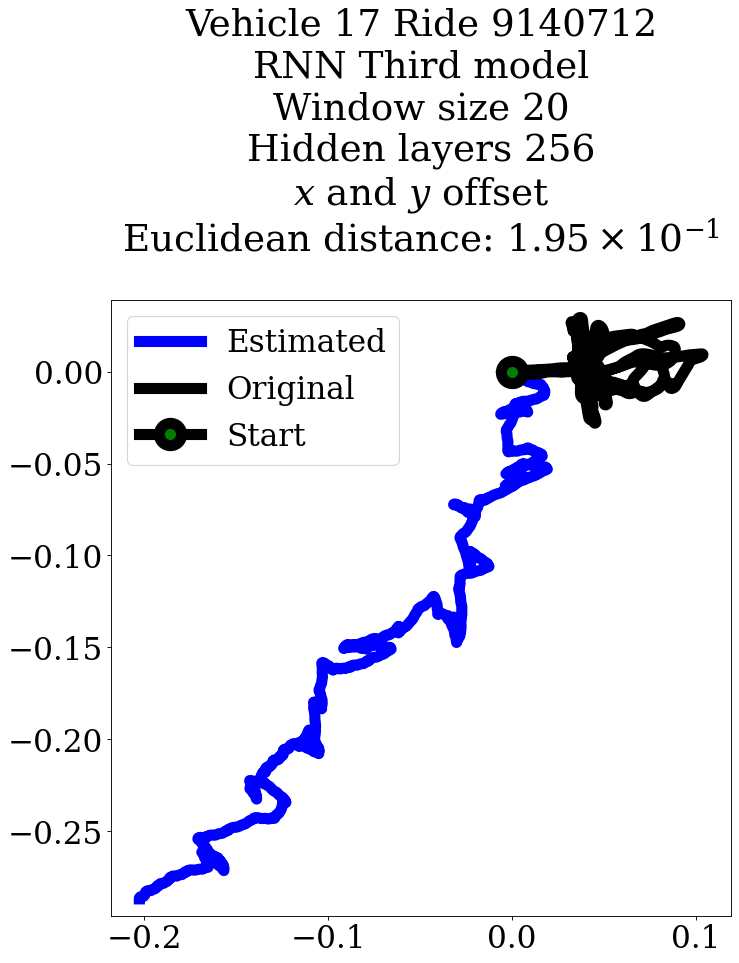 Vehicle 17 Ride 9140712
RNN Third model
Window size 20
Hidden layers 256
x and y offset
Euclidean distance: 1.95 × 10⁻¹
Estimated
Original
Start
0.00
−0.05
−0.10
−0.15
−0.20
−0.25
−0.2 −0.1 0.0 0.1